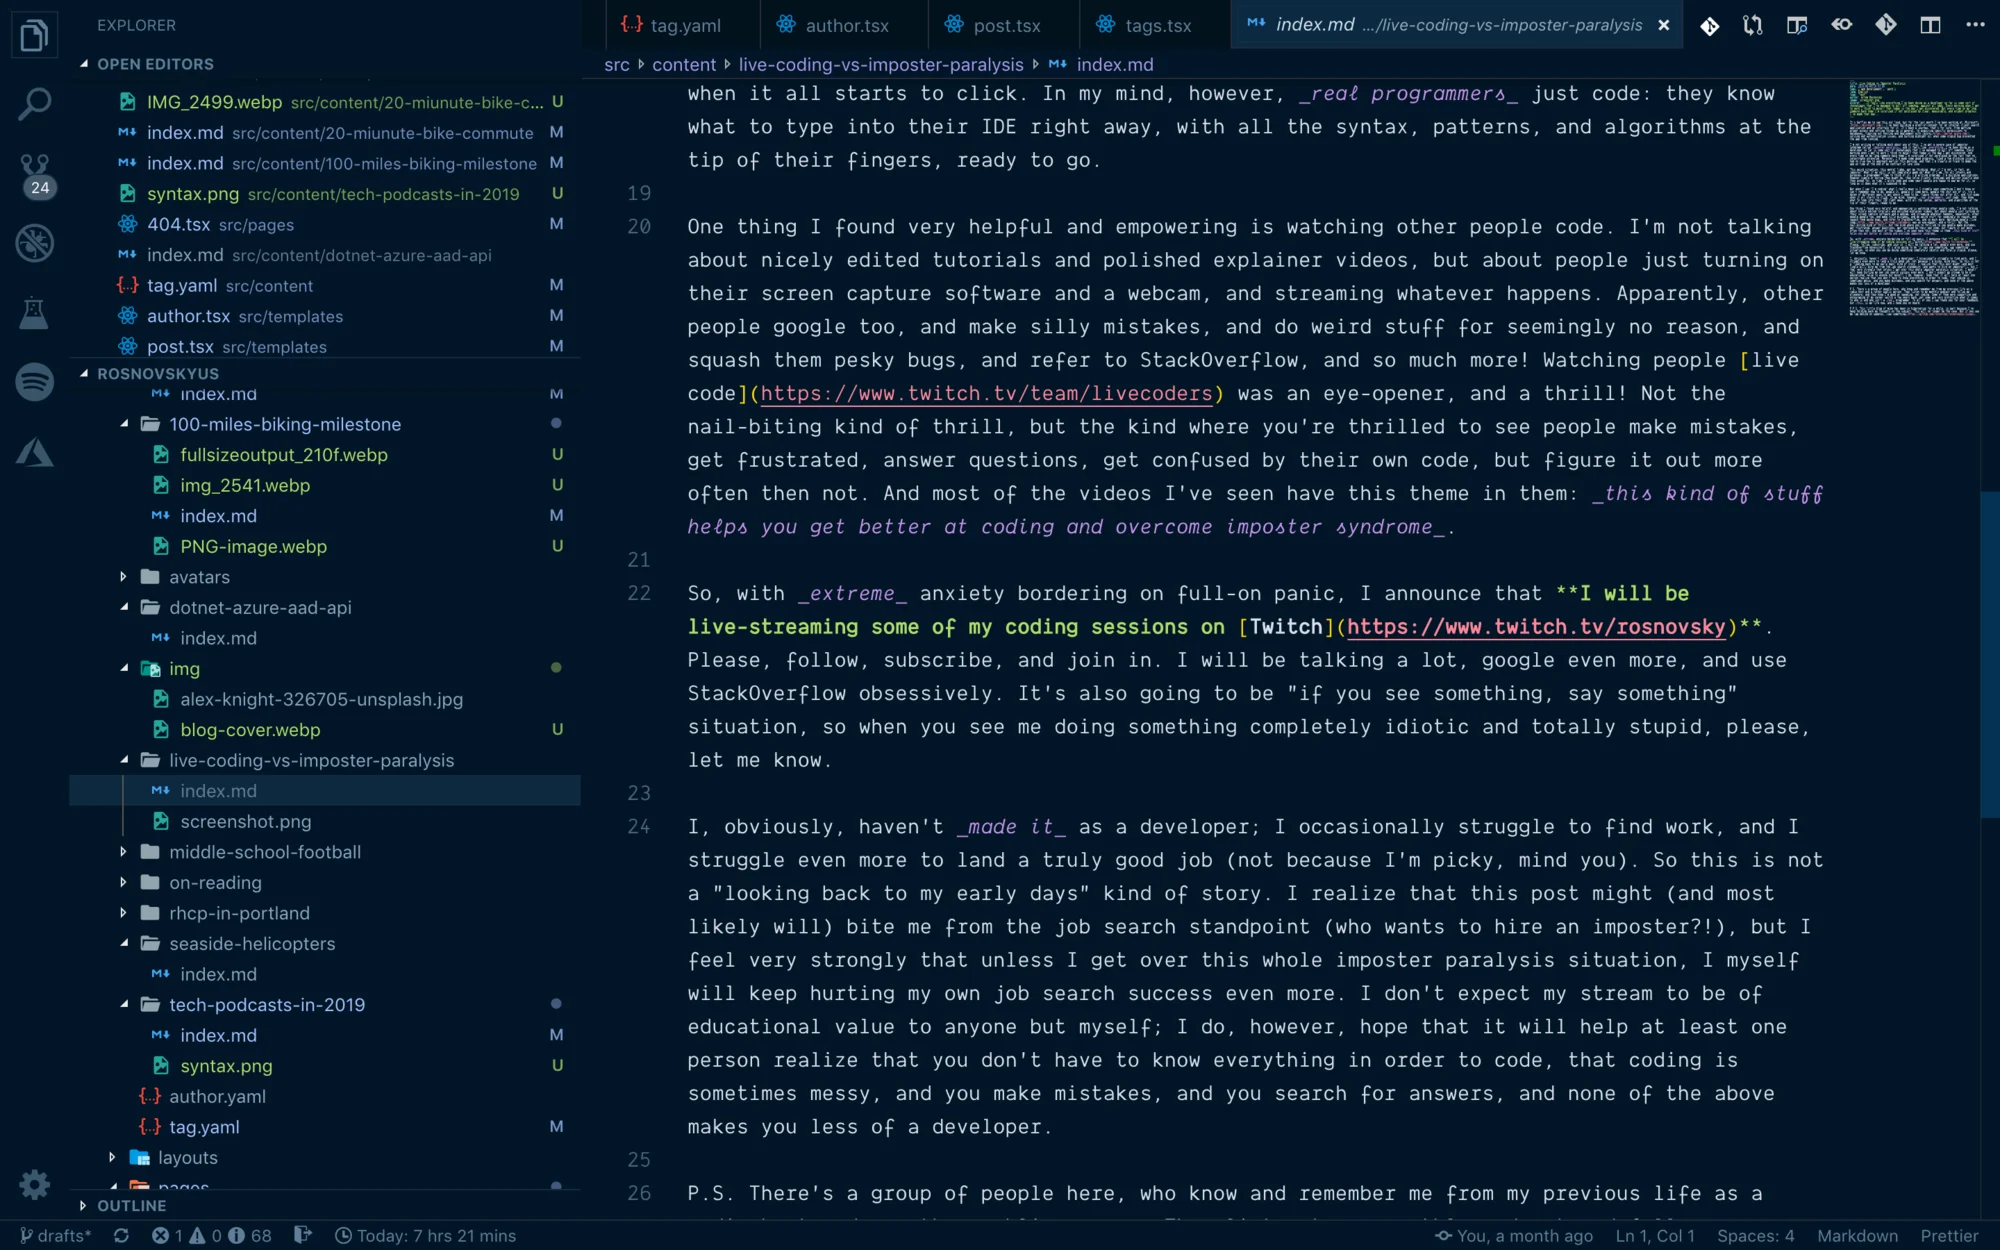 EXPLORER
OPEN EDITORS
IMG_2499.webp src/content/20-miunute-bike-c... U
index.md src/content/20-miunute-bike-commute M
index.md src/content/100-miles-biking-milestone M
syntax.png src/content/tech-podcasts-in-2019 U
404.tsx src/pages M
index.md src/content/dotnet-azure-aad-api
tag.yaml src/content M
author.tsx src/templates M
post.tsx src/templates M
ROSNOVSKYUS
index.md M
100-miles-biking-milestone
fullsizeoutput_210f.webp U
img_2541.webp U
index.md M
PNG-image.webp U
avatars
dotnet-azure-aad-api
index.md
img
alex-knight-326705-unsplash.jpg
blog-cover.webp U
live-coding-vs-imposter-paralysis
index.md
screenshot.png
middle-school-football
on-reading
rhcp-in-portland
seaside-helicopters
index.md
tech-podcasts-in-2019
index.md M
syntax.png U
author.yaml
tag.yaml M
layouts
pages
OUTLINE
24
tag.yaml author.tsx post.tsx tags.tsx index.md .../live-coding-vs-imposter-paralysis
src content live-coding-vs-imposter-paralysis index.md
when it all starts to click. In my mind, however, _real programmers_ just code: they know
what to type into their IDE right away, with all the syntax, patterns, and algorithms at the
tip of their fingers, ready to go.
19
20 One thing I found very helpful and empowering is watching other people code. I'm not talking
about nicely edited tutorials and polished explainer videos, but about people just turning on
their screen capture software and a webcam, and streaming whatever happens. Apparently, other
people google too, and make silly mistakes, and do weird stuff for seemingly no reason, and
squash them pesky bugs, and refer to StackOverflow, and so much more! Watching people [live
code](https://www.twitch.tv/team/livecoders) was an eye-opener, and a thrill! Not the
nail-biting kind of thrill, but the kind where you're thrilled to see people make mistakes,
get frustrated, answer questions, get confused by their own code, but figure it out more
often then not. And most of the videos I've seen have this theme in them: _this kind of stuff
helps you get better at coding and overcome imposter syndrome_.
21
22 So, with _extreme_ anxiety bordering on full-on panic, I announce that **I will be
live-streaming some of my coding sessions on [Twitch](https://www.twitch.tv/rosnovsky)**.
Please, follow, subscribe, and join in. I will be talking a lot, google even more, and use
StackOverflow obsessively. It's also going to be "if you see something, say something"
situation, so when you see me doing something completely idiotic and totally stupid, please,
let me know.
23
24 I, obviously, haven't _made it_ as a developer; I occasionally struggle to find work, and I
struggle even more to land a truly good job (not because I'm picky, mind you). So this is not
a "looking back to my early days" kind of story. I realize that this post might (and most
likely will) bite me from the job search standpoint (who wants to hire an imposter?!), but I
feel very strongly that unless I get over this whole imposter paralysis situation, I myself
will keep hurting my own job search success even more. I don't expect my stream to be of
educational value to anyone but myself; I do, however, hope that it will help at least one
person realize that you don't have to know everything in order to code, that coding is
sometimes messy, and you make mistakes, and you search for answers, and none of the above
makes you less of a developer.
25
26 P.S. There's a group of people here, who know and remember me from my previous life as a
drafts* 1 0 68 Today: 7 hrs 21 mins You, a month ago Ln 1, Col 1 Spaces: 4 Markdown Prettier